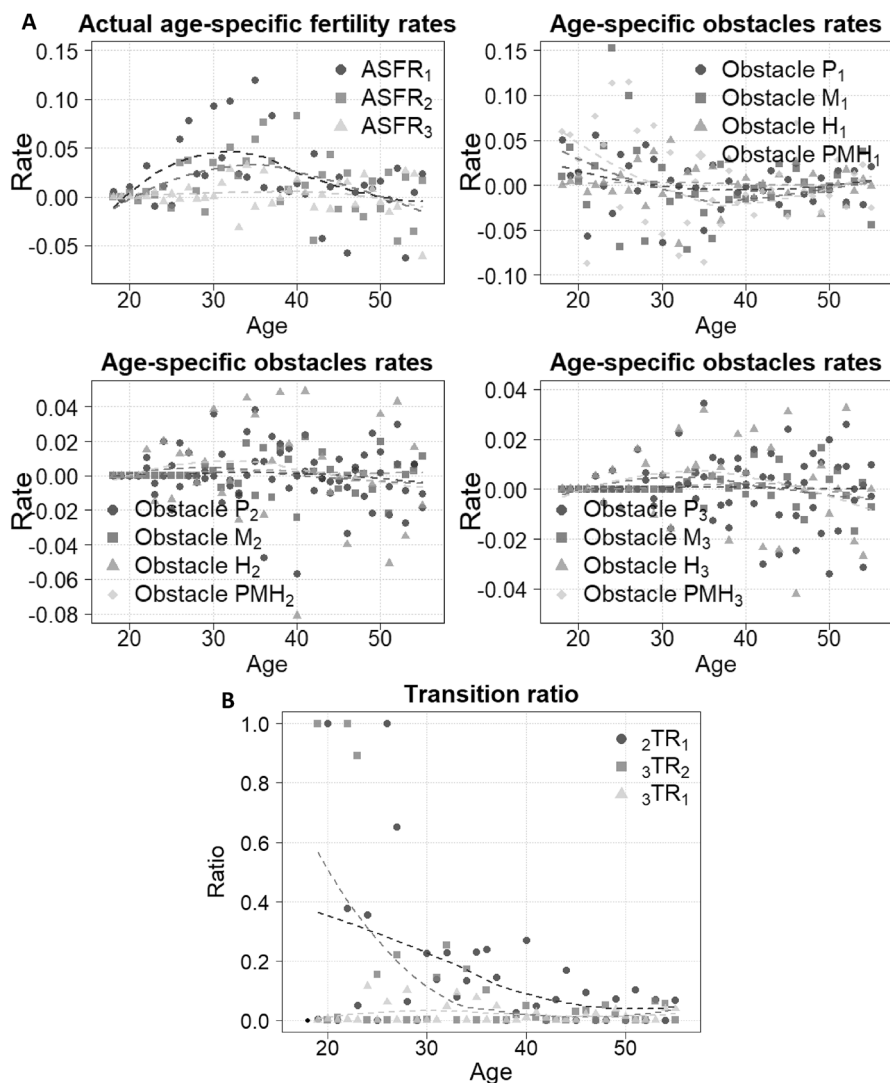 A
Actual age-specific fertility rates
0.15
0.10
0.05
0.00
-0.05
Rate
ASFR₁
ASFR₂
ASFR₃
20 30 40 50
Age
Age-specific obstacles rates
0.15
0.10
0.05
0.00
-0.05
-0.10
Rate
Obstacle P₁
Obstacle M₁
Obstacle H₁
Obstacle PMH₁
20 30 40 50
Age
Age-specific obstacles rates
0.04
0.02
0.00
-0.02
-0.04
-0.06
-0.08
Rate
Obstacle P₂
Obstacle M₂
Obstacle H₂
Obstacle PMH₂
20 30 40 50
Age
Age-specific obstacles rates
0.04
0.02
0.00
-0.02
-0.04
Rate
Obstacle P₃
Obstacle M₃
Obstacle H₃
Obstacle PMH₃
20 30 40 50
Age
B
Transition ratio
1.0
0.8
0.6
0.4
0.2
0.0
Ratio
₂TR₁
₃TR₂
₃TR₁
20 30 40 50
Age